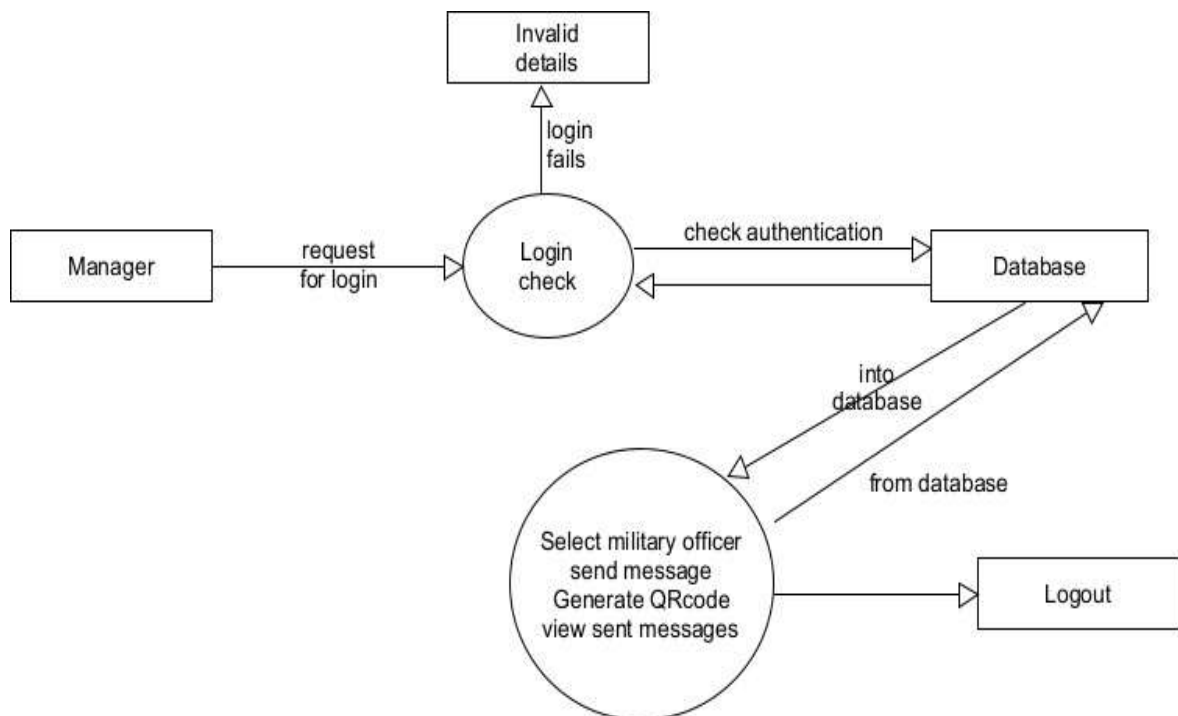 Invalid
details
login
fails
Manager
request
for login
Login
check
check authentication
Database
into
database
from database
Select military officer
send message
Generate QRcode
view sent messages
Logout